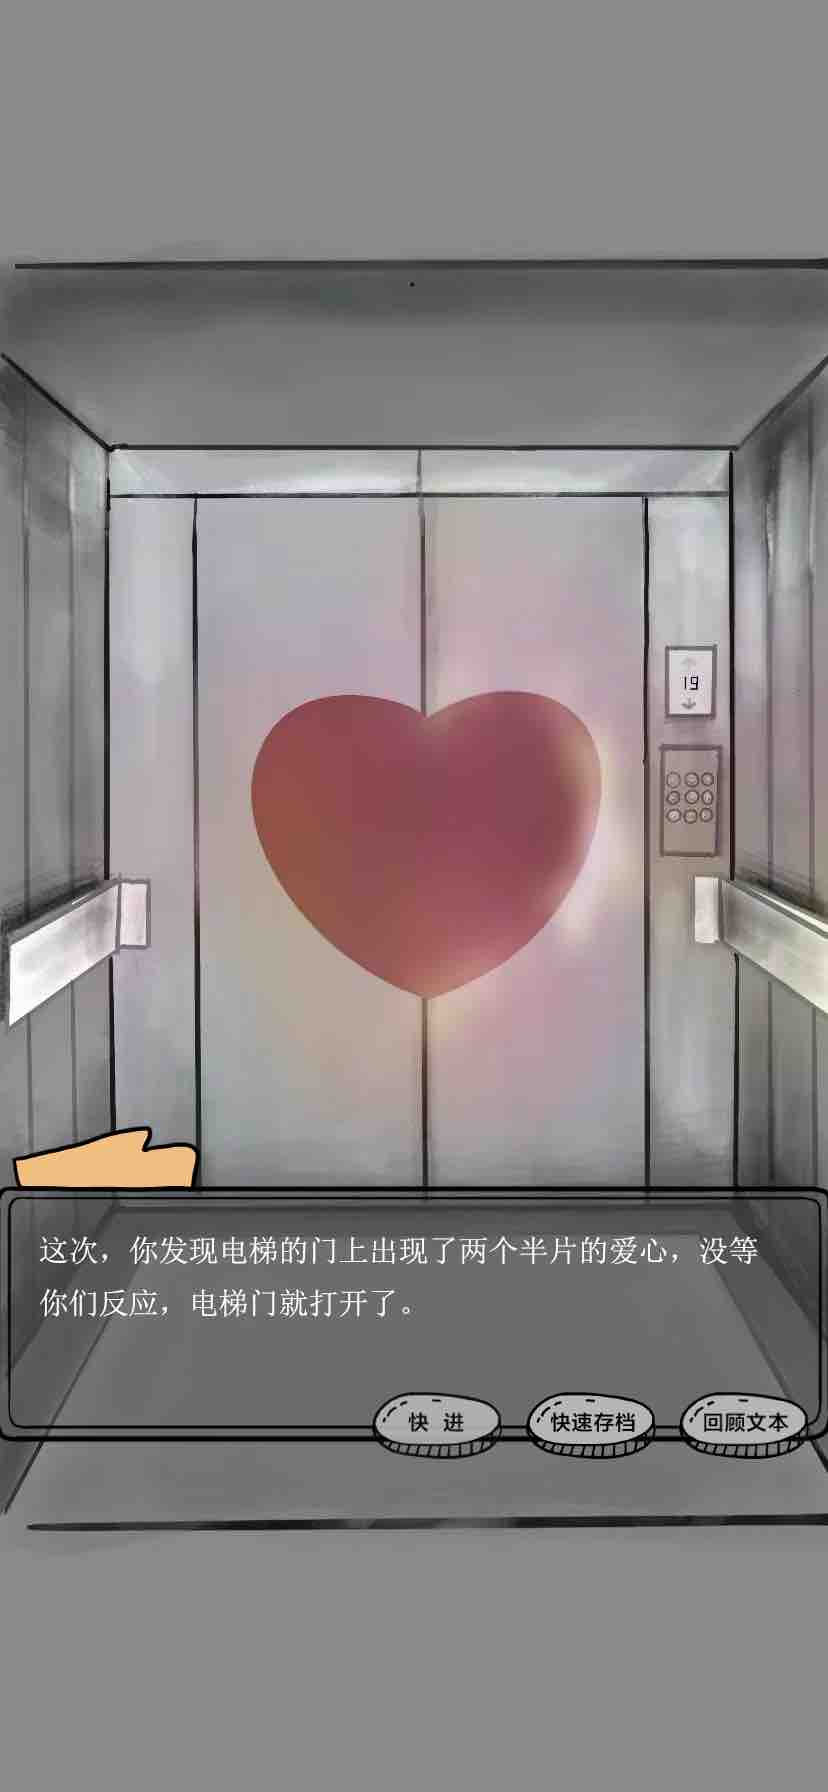 19
这次，你发现电梯的门上出现了两个半片的爱心，没等
你们反应，电梯门就打开了。
快 进
快速存档
回顾文本